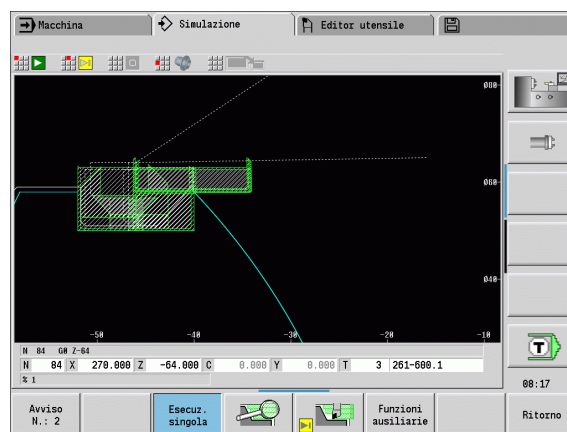 Macchina Simulazione Editor utensile
080
060
040
-50 -40 -30 -20 -10
N 84 G0 Z-64
N 84 X 270.000 Z -64.000 C 0.000 Y 0.000 T 3 261-600.1
% 1
T
08:17
Avviso
N.: 2
Esecuz.
singola
Funzioni
ausiliarie
Ritorno